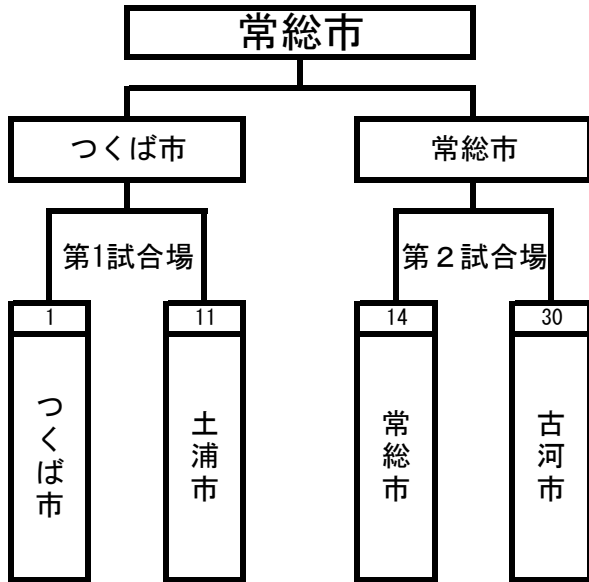 常総市
つくば市
常総市
第1試合場
第２試合場
1
11
14
30
つくば市
土浦市
常総市
古河市